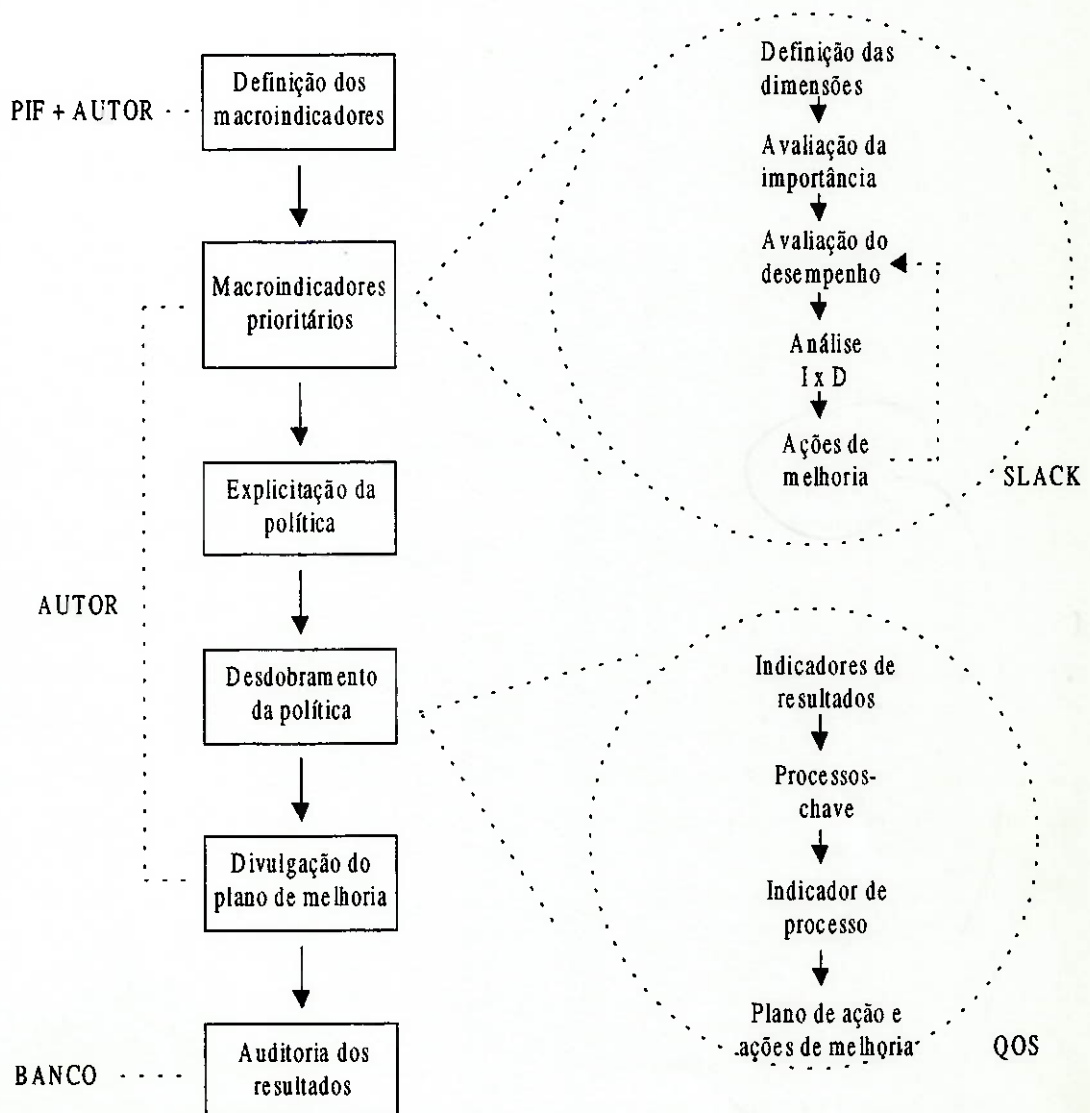 PIF + AUTOR
Definição dos
macroindicadores
Macroindicadores
prioritários
Explicitação da
política
AUTOR
Desdobramento
da política
Divulgação do
plano de melhoria
BANCO
Auditoria dos
resultados
Definição das
dimensões
Avaliação da
importância
Avaliação do
desempenho
Análise
I x D
Ações de
melhoria
SLACK
Indicadores de
resultados
Processos-
chave
Indicador de
processo
Plano de ação e
ações de melhoria
QOS